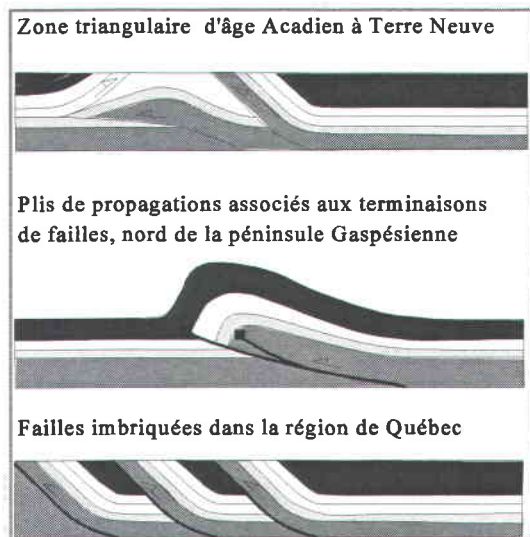 Zone triangulaire d'âge Acadien à Terre Neuve
Plis de propagations associés aux terminaisons
de failles, nord de la péninsule Gaspésienne
Failles imbriquées dans la région de Québec